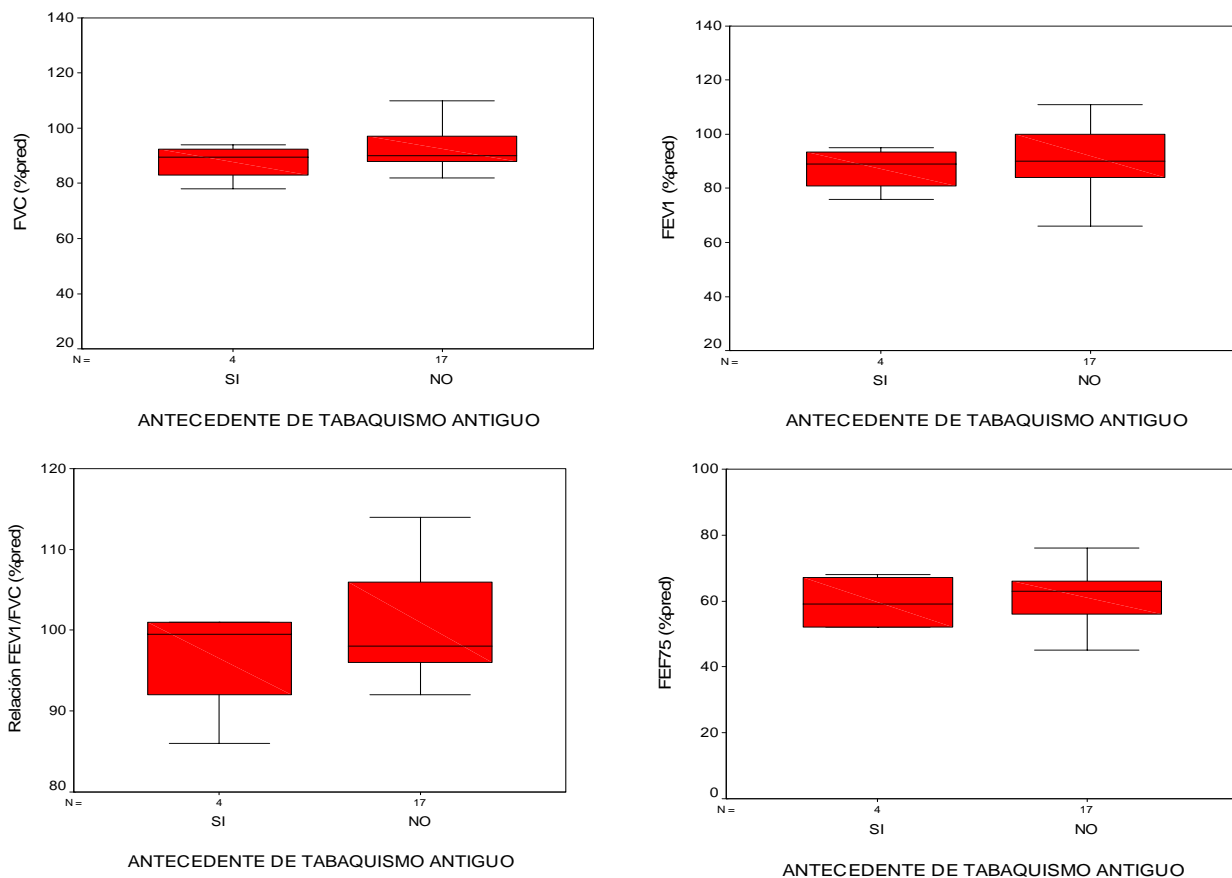 FVC (%pred)
140
120
100
80
60
40
20
N =
4
17
SI
NO
ANTECEDENTE DE TABAQUISMO ANTIGUO
FEV1 (%pred)
140
120
100
80
60
40
20
N =
4
17
SI
NO
ANTECEDENTE DE TABAQUISMO ANTIGUO
Relación FEV1/FVC (%pred)
120
110
100
90
80
N =
4
17
SI
NO
ANTECEDENTE DE TABAQUISMO ANTIGUO
FEF75 (%pred)
100
80
60
40
20
0
N =
4
17
SI
NO
ANTECEDENTE DE TABAQUISMO ANTIGUO